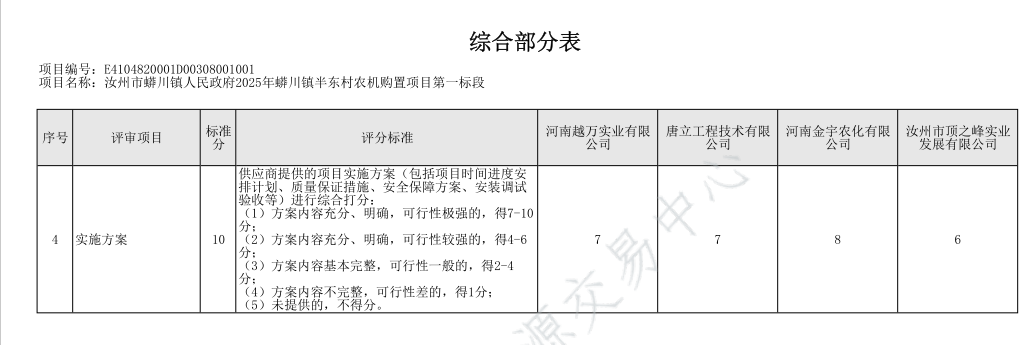 综合部分表
项目编号：E4104820001D00308001001
项目名称：汝州市蟒川镇人民政府2025年蟒川镇半东村农机购置项目第一标段
序号 评审项目 标准分 评分标准 河南越万实业有限公司 唐立工程技术有限公司 河南金宇农化有限公司 汝州市顶之峰实业发展有限公司
供应商提供的项目实施方案（包括项目时间进度安
排计划、质量保证措施、安全保障方案、安装调试
验收等）进行综合打分：
（1）方案内容充分、明确，可行性极强的，得7-10
分；
4 实施方案 10 （2）方案内容充分、明确，可行性较强的，得4-6 7 7 8 6
分；
（3）方案内容基本完整，可行性一般的，得2-4
分；
（4）方案内容不完整，可行性差的，得1分；
（5）未提供的，不得分。
源交易中心